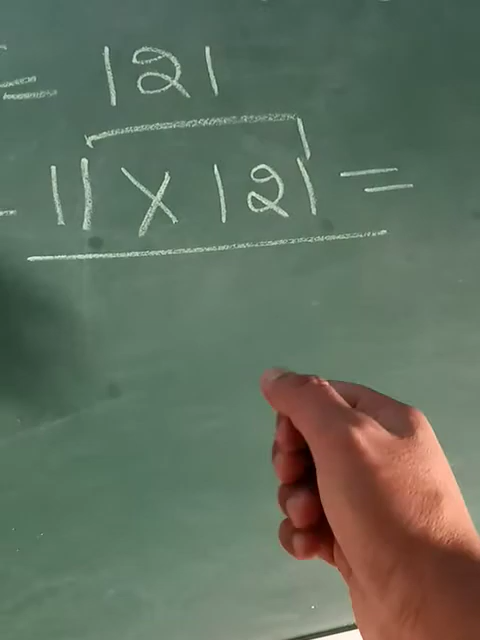 = 121
11 X 121 =